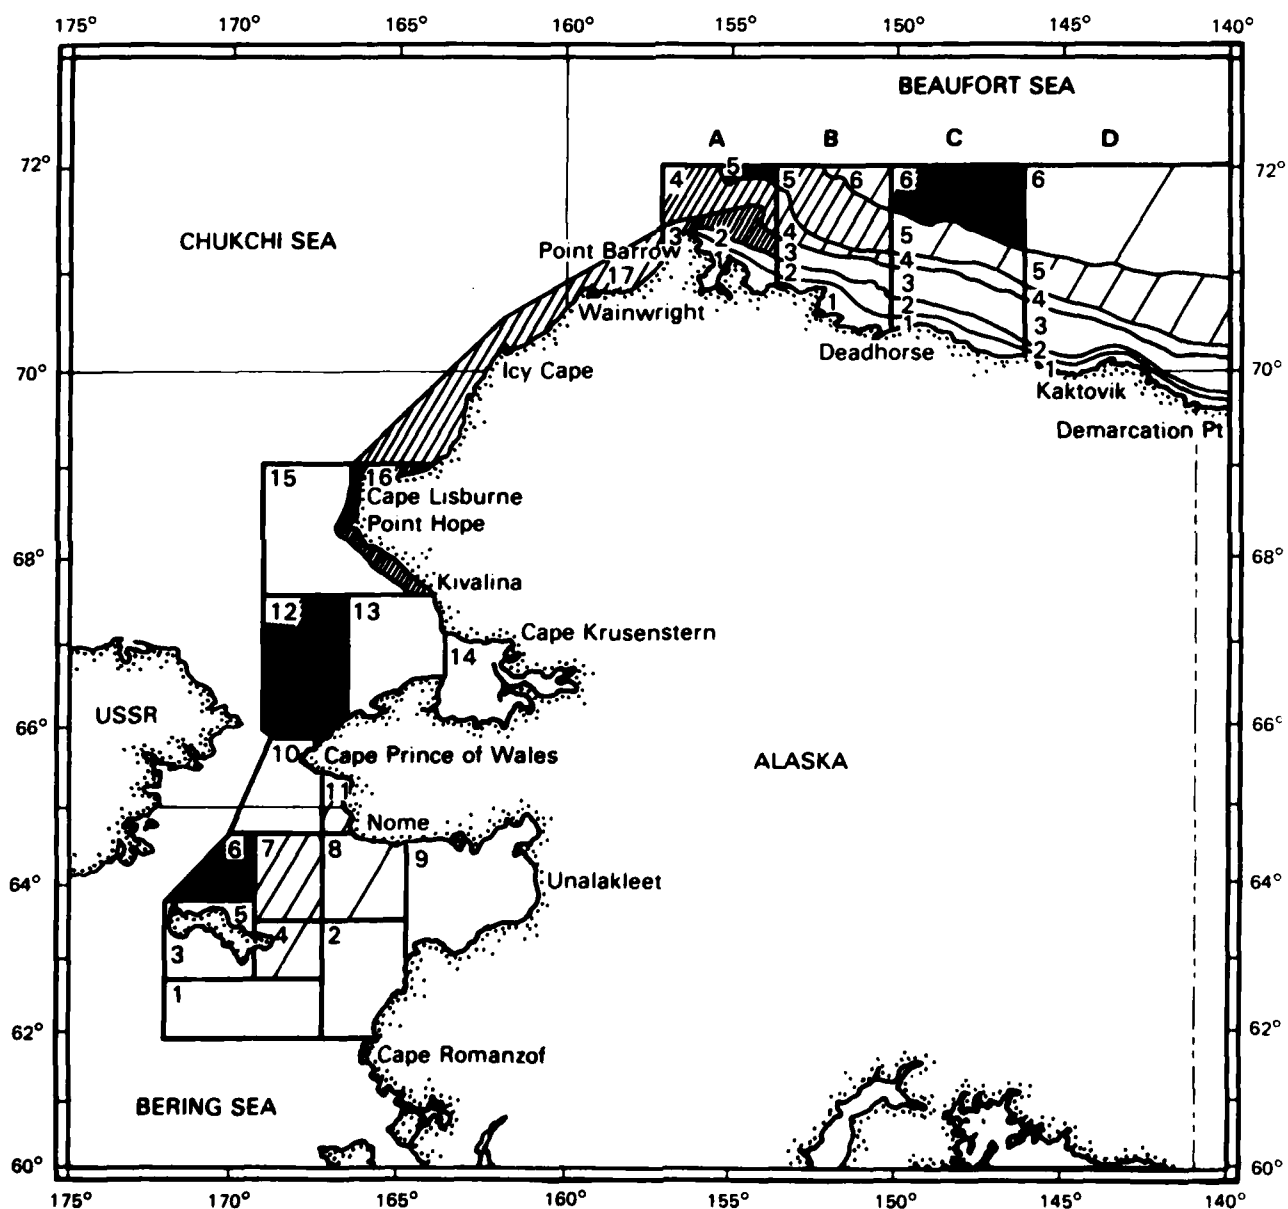 175° 170° 165° 160° 155° 150° 145° 140°
BEAUFORT SEA
A B C D
72° 72°
4 5 5 6 6 6
CHUKCHI SEA
Point Barrow 3 2 4 5 4
1 3 3 5
17 2 2 4
Wainwright 1 1 3
Deadhorse 2
70° Icy Cape 1 70°
Kaktovik
Demarcation Pt
15 16
Cape Lisburne
Point Hope
68° 68°
Kivalina
12 13
Cape Krusenstern
14
USSR
66° 66°
10 Cape Prince of Wales ALASKA
11
Nome
6 7 8 9
64° Unalakleet 64°
5
3 4 2
1
62° 62°
Cape Romanzof
BERING SEA
60° 60°
175° 170° 165° 160° 155° 150° 145° 140°